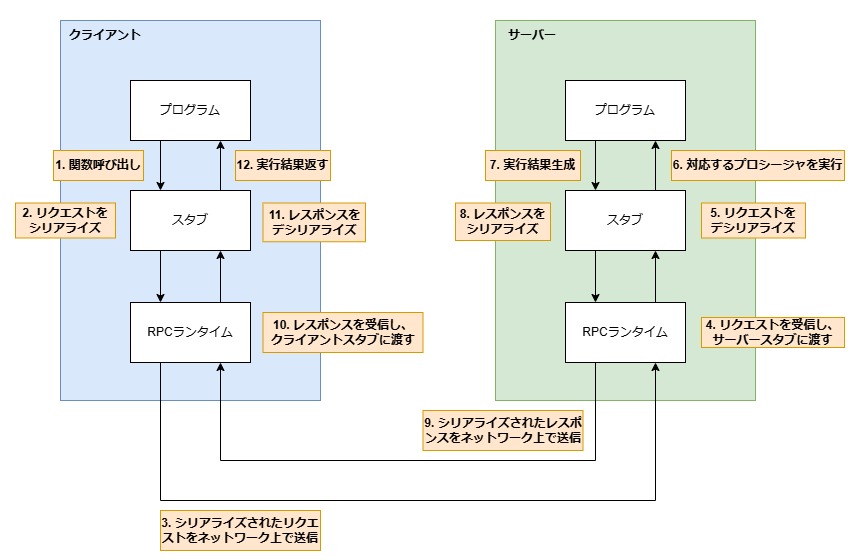 クライアント
サーバー
プログラム
プログラム
1. 関数呼び出し
12. 実行結果返す
7. 実行結果生成
6. 対応するプロシージャを実行
2. リクエストを
シリアライズ
スタブ
11. レスポンスを
デシリアライズ
8. レスポンスを
シリアライズ
スタブ
5. リクエストを
デシリアライズ
RPCランタイム
10. レスポンスを受信し、
クライアントスタブに渡す
RPCランタイム
4. リクエストを受信し、
サーバースタブに渡す
9. シリアライズされたレスポ
ンスをネットワーク上で送信
3. シリアライズされたリクエ
ストをネットワーク上で送信